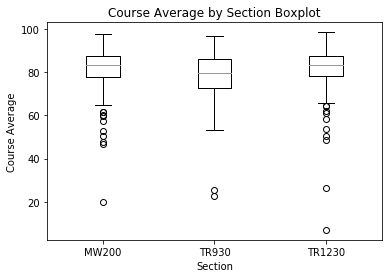 Course Average by Section Boxplot
100
80
60
40
20
Course Average
MW200
TR930
TR1230
Section